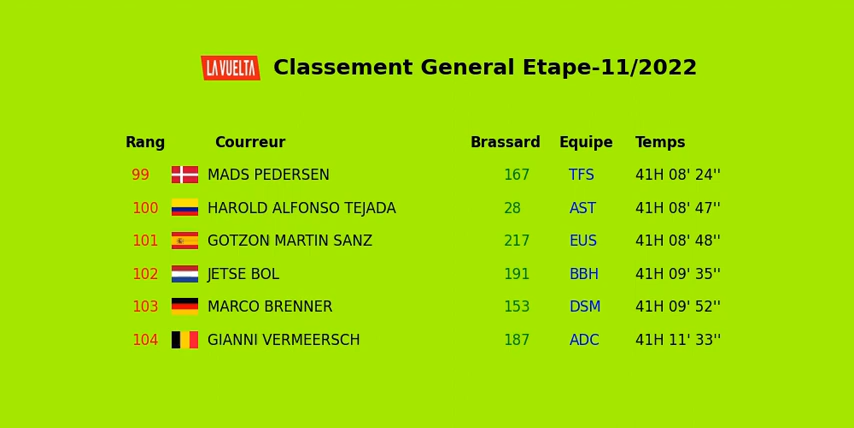 LA VUELTA Classement General Etape-11/2022
Rang Courreur Brassard Equipe Temps
99 MADS PEDERSEN 167 TFS 41H 08' 24''
100 HAROLD ALFONSO TEJADA 28 AST 41H 08' 47''
101 GOTZON MARTIN SANZ 217 EUS 41H 08' 48''
102 JETSE BOL 191 BBH 41H 09' 35''
103 MARCO BRENNER 153 DSM 41H 09' 52''
104 GIANNI VERMEERSCH 187 ADC 41H 11' 33''